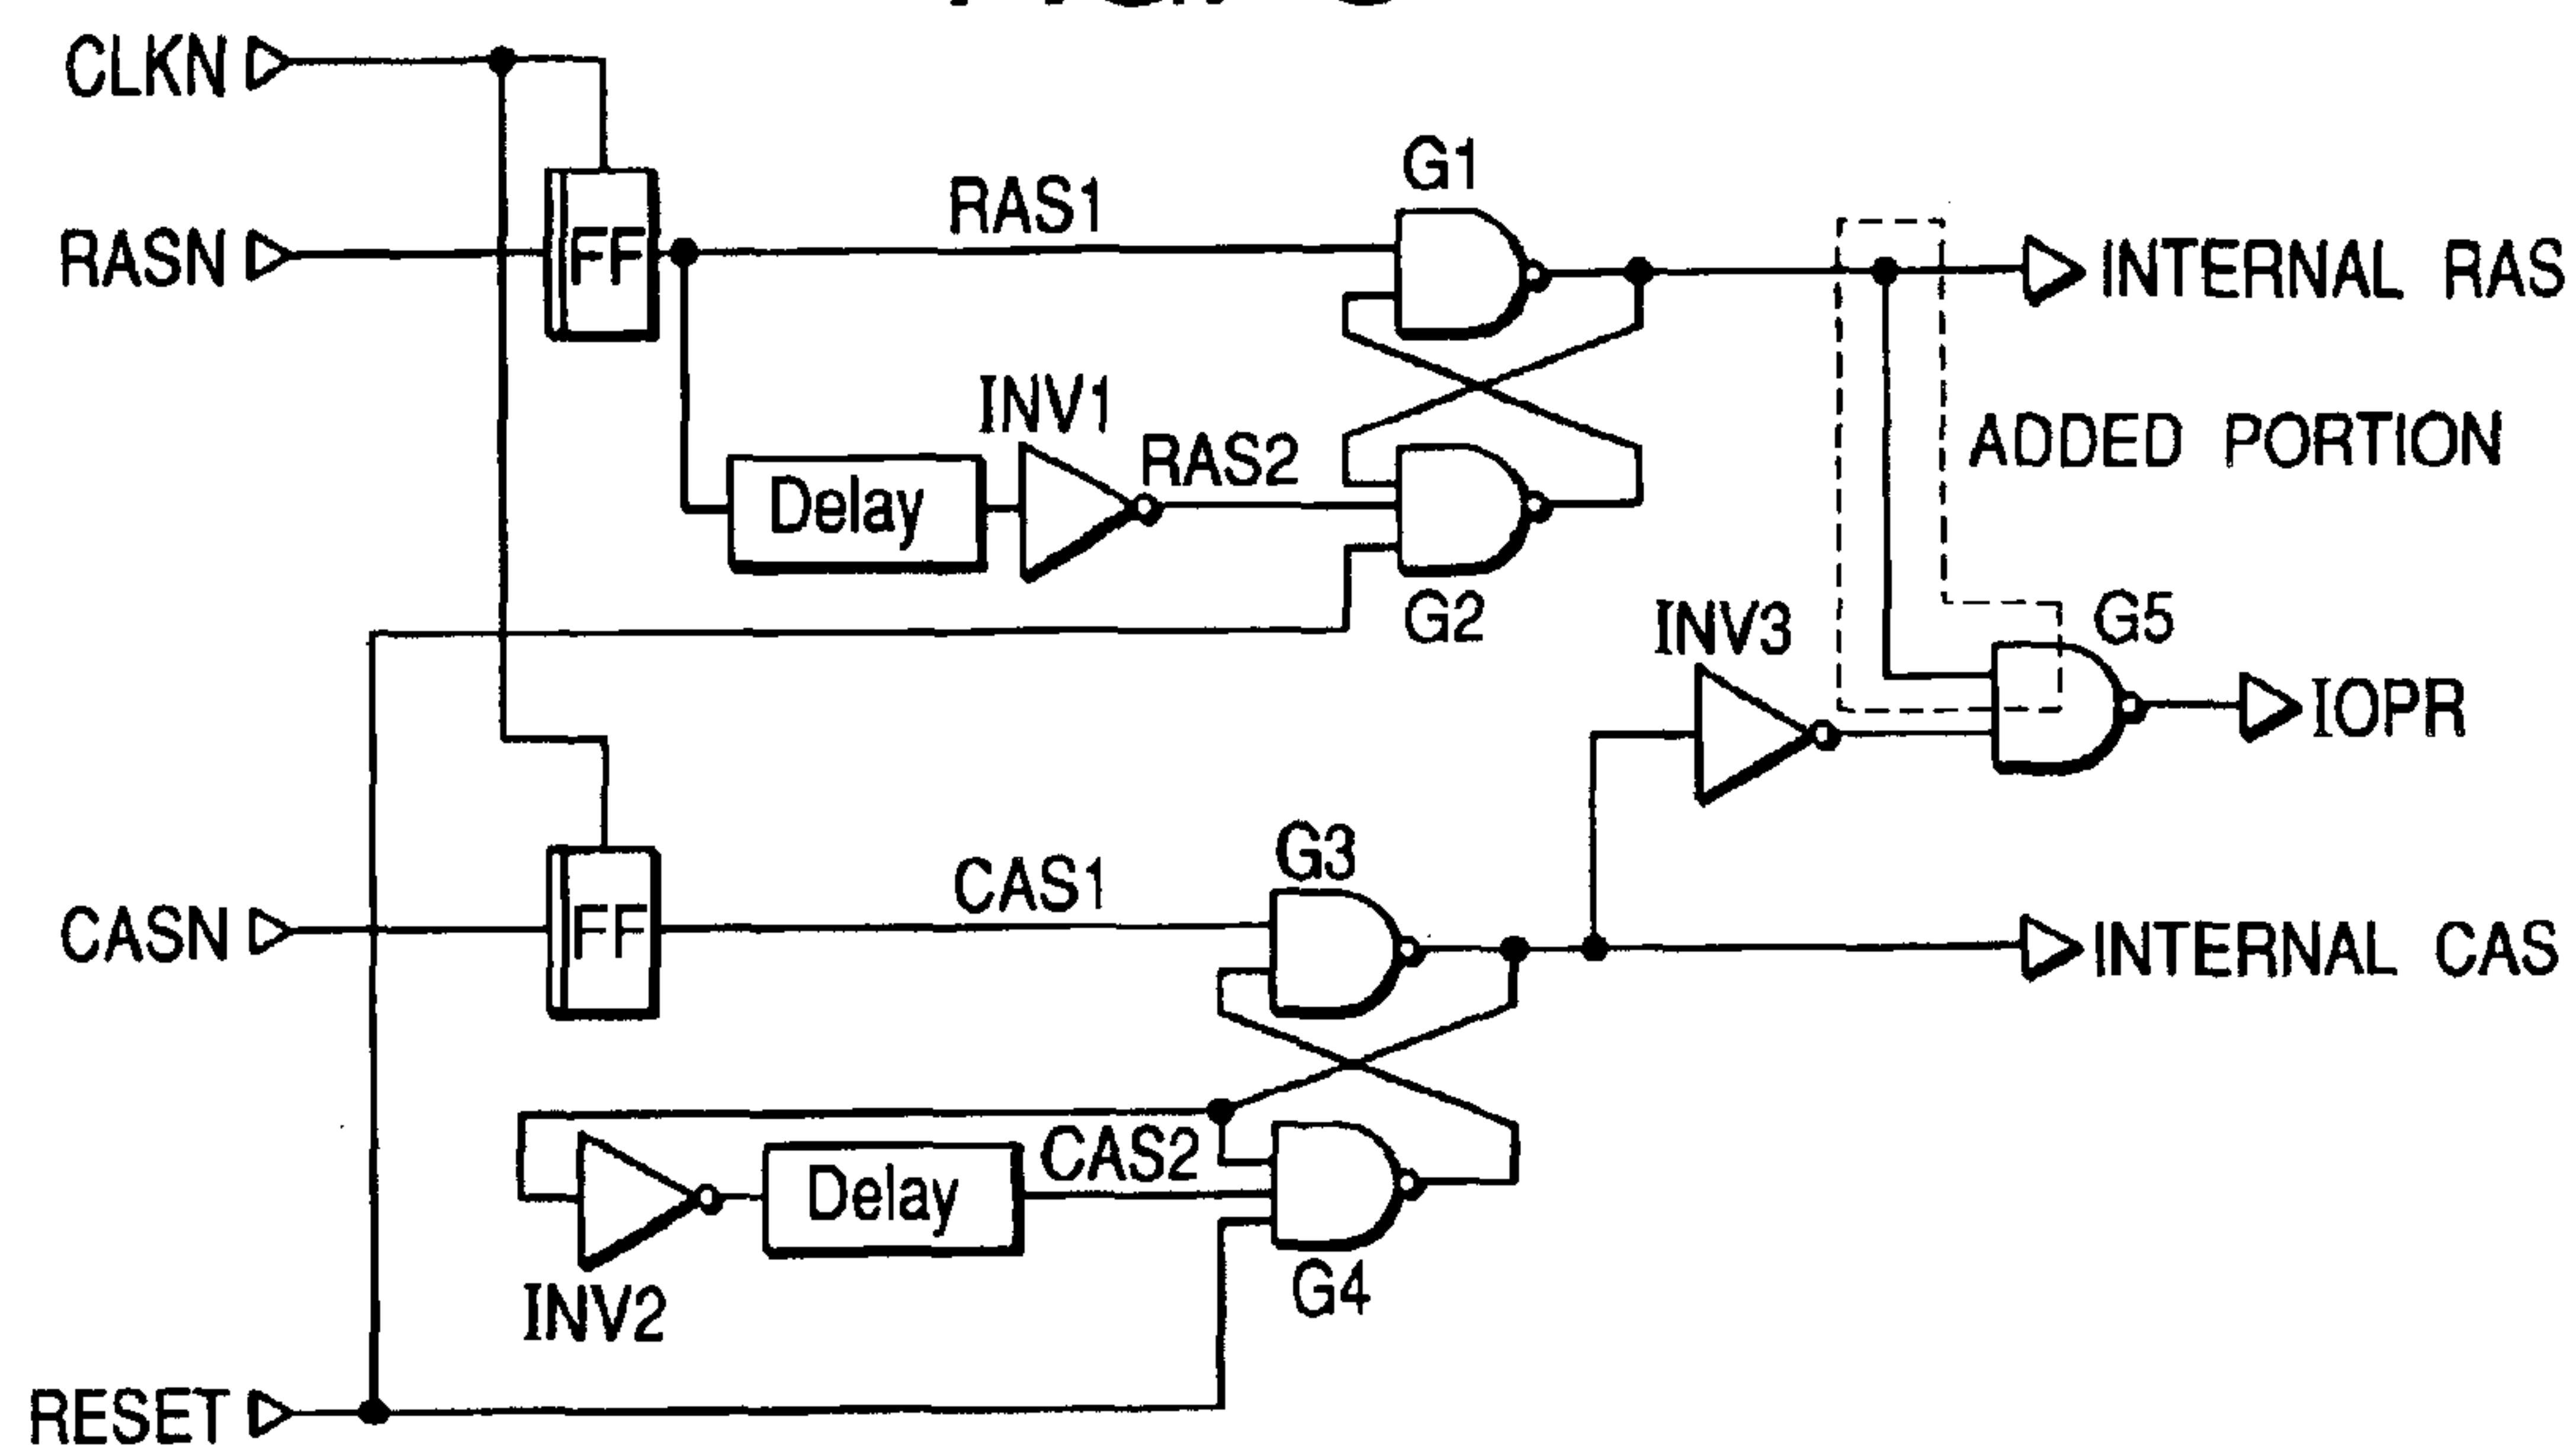 CLKN
G1
RASN
FF
RAS1
INTERNAL RAS
INV1
RAS2
ADDED PORTION
Delay
G2
INV3
G5
IOPR
G3
CASN
FF
CAS1
INTERNAL CAS
CAS2
Delay
INV2
G4
RESET